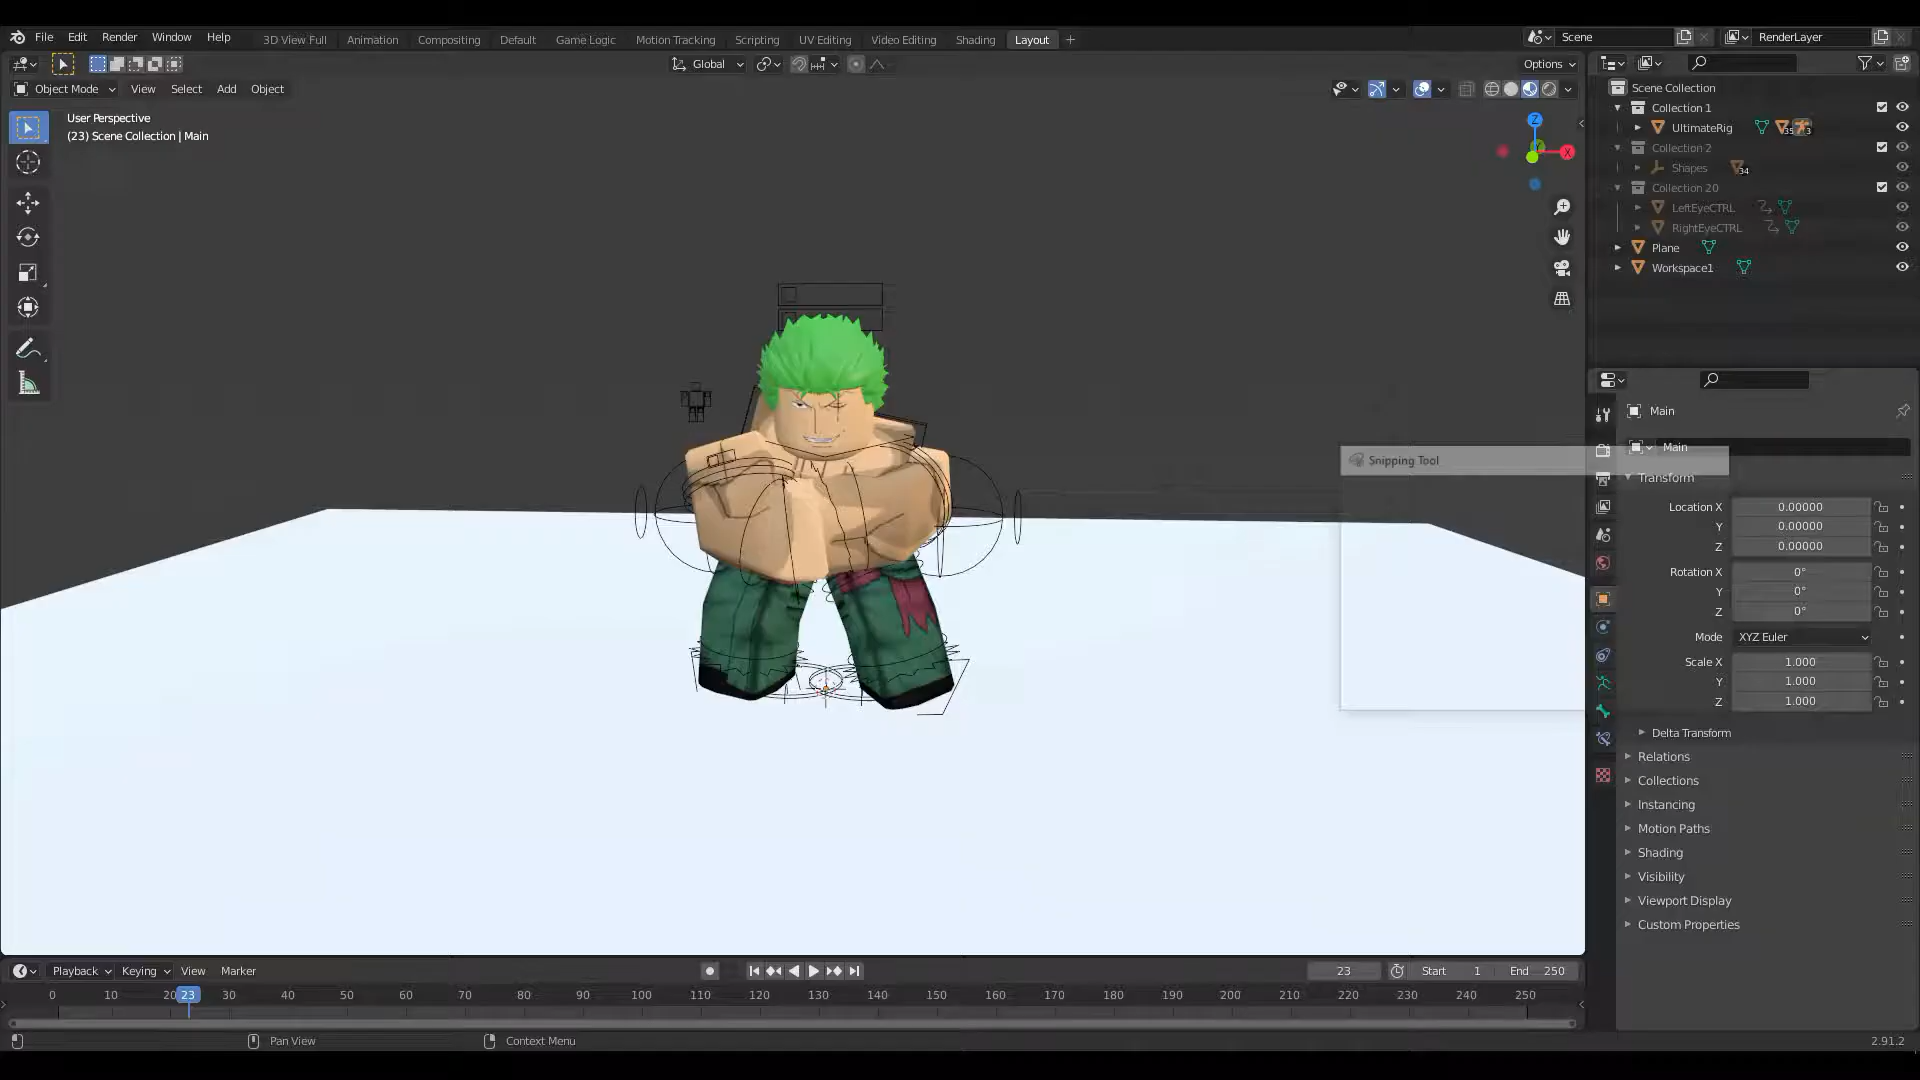 File Edit Render Window Help 3D View Full Animation Compositing Default Game Logic Motion Tracking Scripting UV Editing Video Editing Shading Layout + Scene RenderLayer
Global Options
Object Mode View Select Add Object
User Perspective
(23) Scene Collection | Main
Z
X
Scene Collection
Collection 1
UltimateRig 35 3
Collection 2
Shapes 34
Collection 20
LeftEyeCTRL
RightEyeCTRL
Plane
Workspace1
Main
Main
Snipping Tool
Transform
Location X 0.00000
Y 0.00000
Z 0.00000
Rotation X 0°
Y 0°
Z 0°
Mode XYZ Euler
Scale X 1.000
Y 1.000
Z 1.000
Delta Transform
Relations
Collections
Instancing
Motion Paths
Shading
Visibility
Viewport Display
Custom Properties
Playback Keying View Marker 23 Start 1 End 250
0 10 20 23 30 40 50 60 70 80 90 100 110 120 130 140 150 160 170 180 190 200 210 220 230 240 250
Pan View Context Menu 2.91.2